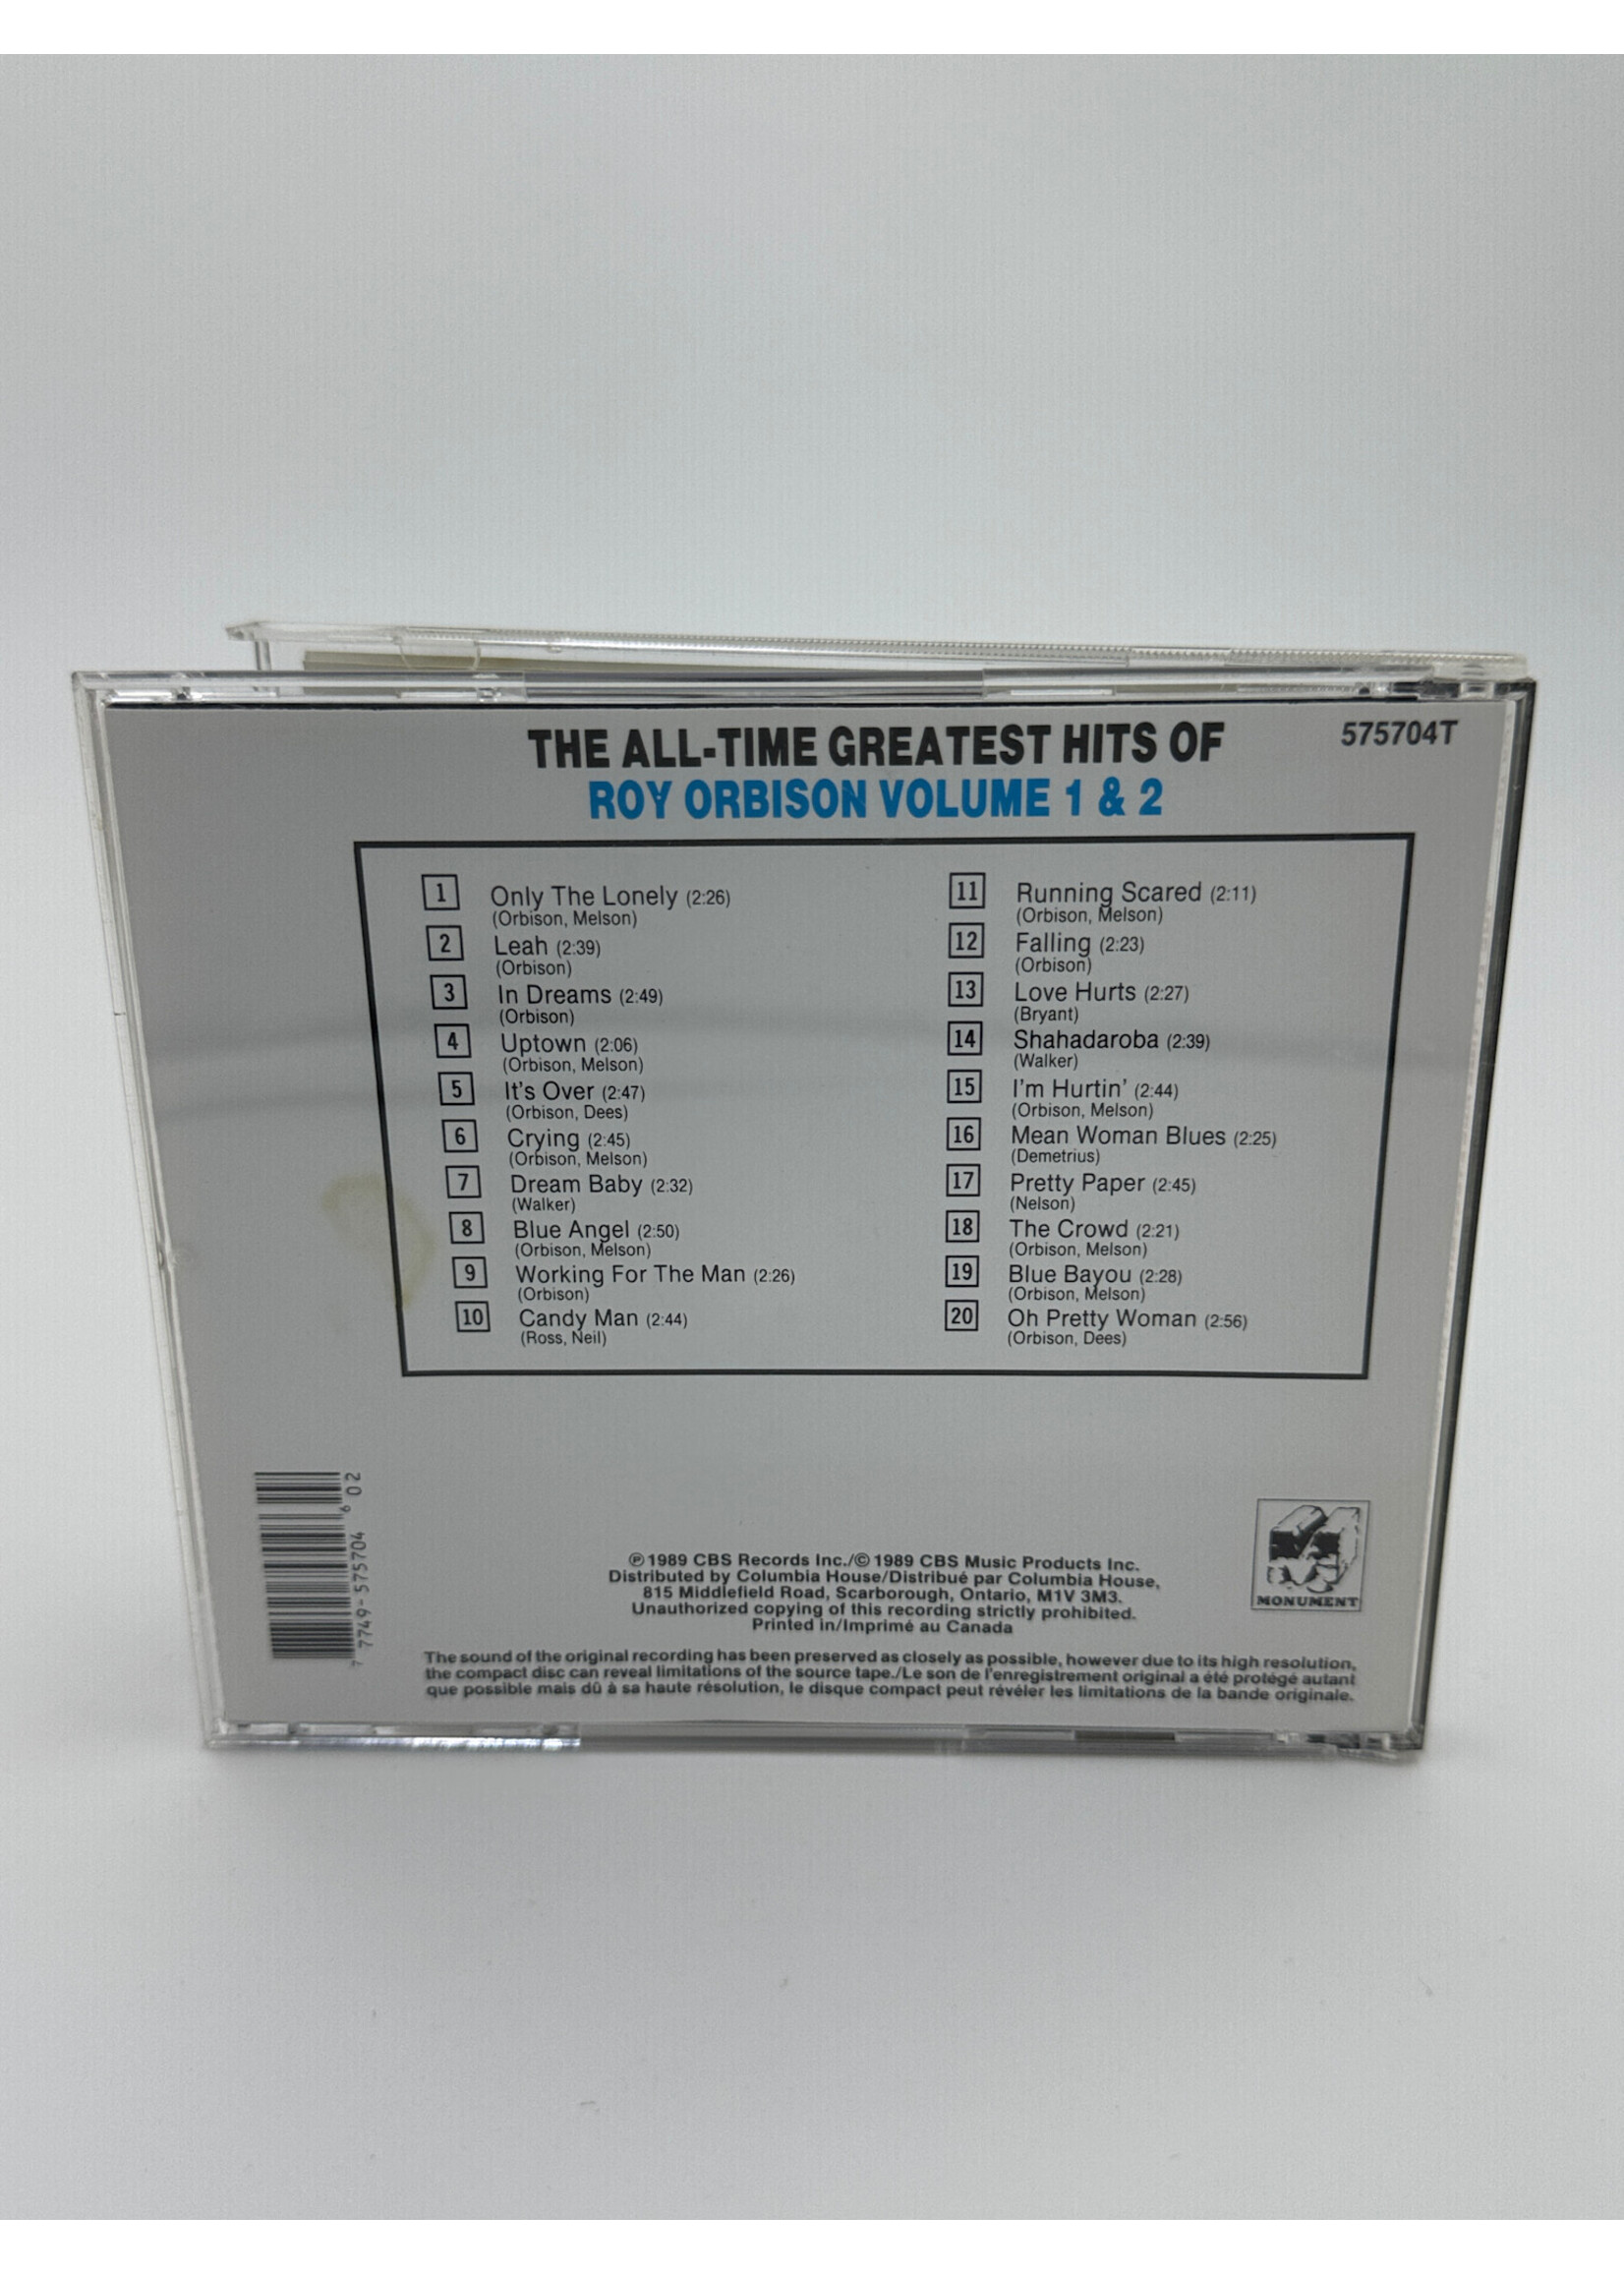 THE ALL-TIME GREATEST HITS OF
575704T
ROY ORBISON VOLUME 1 & 2
1 Only The Lonely (2:26)
(Orbison, Melson)
2 Leah (2:39)
(Orbison)
3 In Dreams (2:49)
(Orbison)
4 Uptown (2:06)
(Orbison, Melson)
5 It's Over (2:47)
(Orbison, Dees)
6 Crying (2:45)
(Orbison, Melson)
7 Dream Baby (2:32)
(Walker)
8 Blue Angel (2:50)
(Orbison, Melson)
9 Working For The Man (2:26)
(Orbison)
10 Candy Man (2:44)
(Ross, Neil)
11 Running Scared (2:11)
(Orbison, Melson)
12 Falling (2:23)
(Orbison)
13 Love Hurts (2:27)
(Bryant)
14 Shahadaroba (2:39)
(Walker)
15 I'm Hurtin' (2:44)
(Orbison, Melson)
16 Mean Woman Blues (2:25)
(Demetrius)
17 Pretty Paper (2:45)
(Nelson)
18 The Crowd (2:21)
(Orbison, Melson)
19 Blue Bayou (2:28)
(Orbison, Melson)
20 Oh Pretty Woman (2:56)
(Orbison, Dees)
7 7749-575704 6 02
℗ 1989 CBS Records Inc./© 1989 CBS Music Products Inc.
Distributed by Columbia House/Distribué par Columbia House,
815 Middlefield Road, Scarborough, Ontario, M1V 3M3.
Unauthorized copying of this recording strictly prohibited.
Printed in/Imprimé au Canada
MONUMENT
The sound of the original recording has been preserved as closely as possible, however due to its high resolution,
the compact disc can reveal limitations of the source tape./Le son de l'enregistrement original a été protégé autant
que possible mais dû à sa haute résolution, le disque compact peut révéler les limitations de la bande originale.